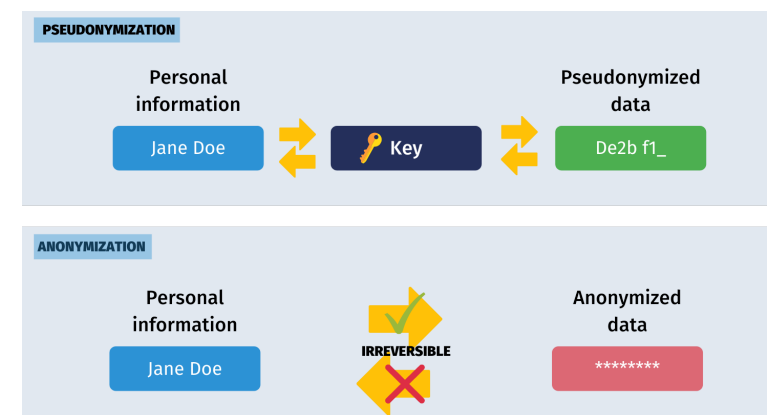 PSEUDONYMIZATION
Personal
information
Pseudonymized
data
Jane Doe
Key
De2b f1_
ANONYMIZATION
Personal
information
Anonymized
data
IRREVERSIBLE
Jane Doe
********